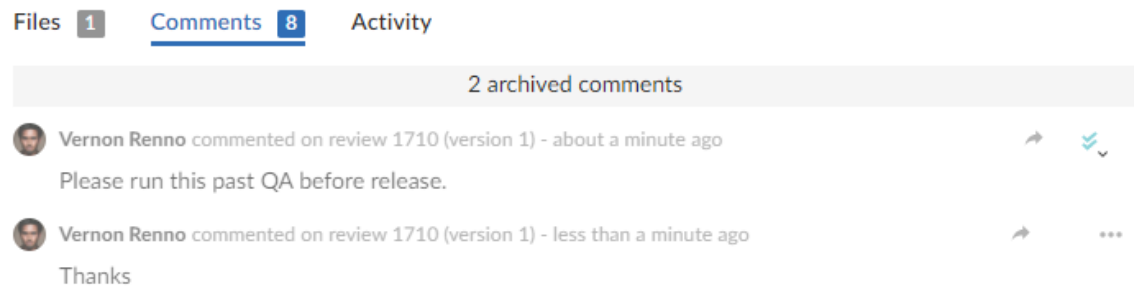 Files 1 Comments 8 Activity
2 archived comments
Vernon Renno commented on review 1710 (version 1) - about a minute ago
Please run this past QA before release.
Vernon Renno commented on review 1710 (version 1) - less than a minute ago
Thanks